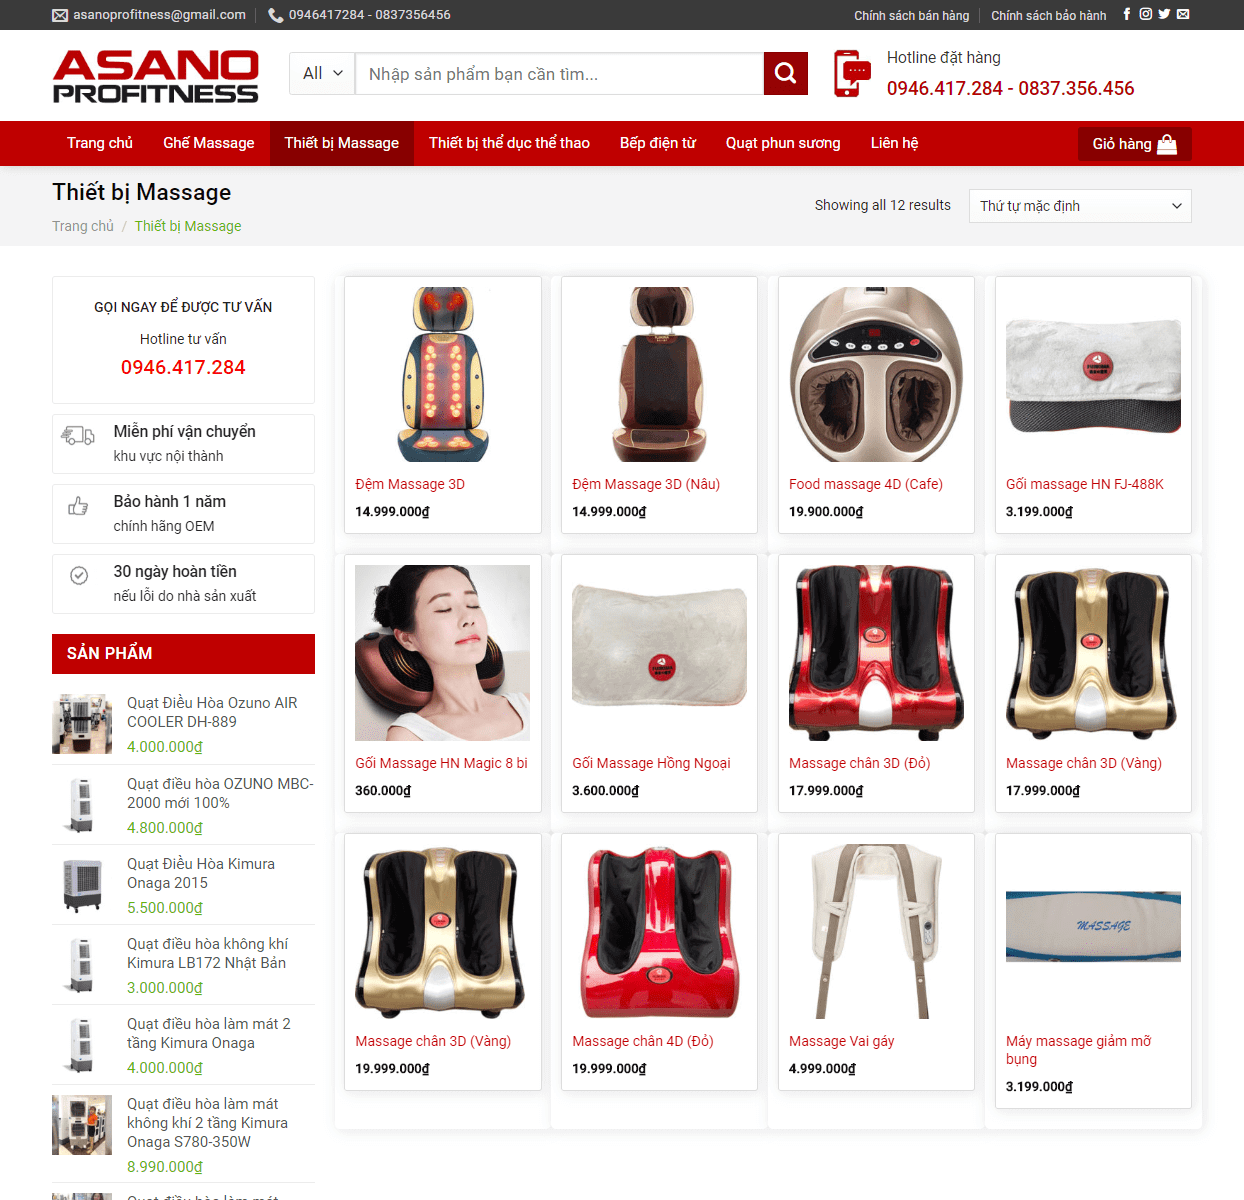 asanoprofitness@gmail.com
0946417284 - 0837356456
Chính sách bán hàng
Chính sách bảo hành
ASANO
PROFITNESS
All
Nhập sản phẩm bạn cần tìm...
Hotline đặt hàng
0946.417.284 - 0837.356.456
Trang chủ
Ghế Massage
Thiết bị Massage
Thiết bị thể dục thể thao
Bếp điện từ
Quạt phun sương
Liên hệ
Giỏ hàng
Thiết bị Massage
Trang chủ / Thiết bị Massage
Showing all 12 results
Thứ tự mặc định
GỌI NGAY ĐỂ ĐƯỢC TƯ VẤN
Hotline tư vấn
0946.417.284
Miễn phí vận chuyển
khu vực nội thành
Bảo hành 1 năm
chính hãng OEM
30 ngày hoàn tiền
nếu lỗi do nhà sản xuất
SẢN PHẨM
Quạt Điều Hòa Ozuno AIR
COOLER DH-889
4.000.000₫
Quạt điều hòa OZUNO MBC-
2000 mới 100%
4.800.000₫
Quạt Điều Hòa Kimura
Onaga 2015
5.500.000₫
Quạt điều hòa không khí
Kimura LB172 Nhật Bản
3.000.000₫
Quạt điều hòa làm mát 2
tầng Kimura Onaga
4.000.000₫
Quạt điều hòa làm mát
không khí 2 tầng Kimura
Onaga S780-350W
8.990.000₫
Quạt điều hòa làm mát
Đệm Massage 3D
14.999.000₫
Đệm Massage 3D (Nâu)
14.999.000₫
Food massage 4D (Cafe)
19.900.000₫
Gối massage HN FJ-488K
3.199.000₫
Gối Massage HN Magic 8 bi
360.000₫
Gối Massage Hồng Ngoại
3.600.000₫
Massage chân 3D (Đỏ)
17.999.000₫
Massage chân 3D (Vàng)
17.999.000₫
Massage chân 3D (Vàng)
19.999.000₫
Massage chân 4D (Đỏ)
19.999.000₫
Massage Vai gáy
4.999.000₫
MASSAGE
Máy massage giảm mỡ
bụng
3.199.000₫